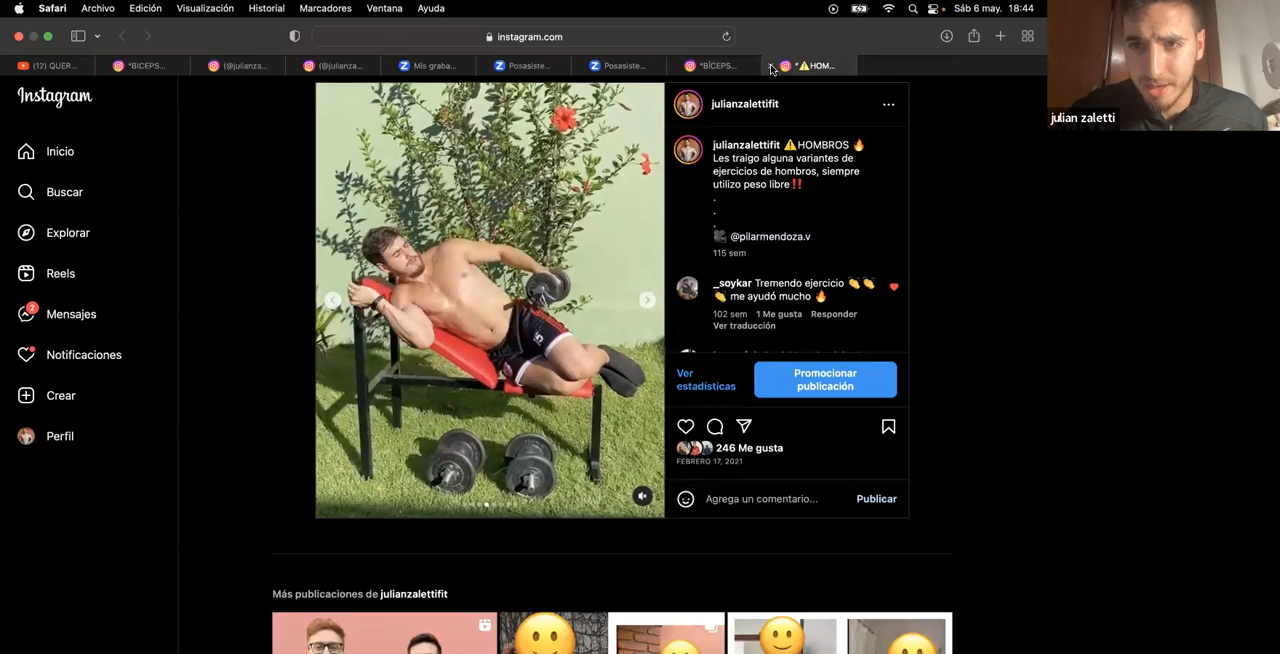 Safari Archivo Edición Visualización Historial Marcadores Ventana Ayuda Sáb 6 may. 18:44
instagram.com
(12) QUER... "BICEPS... (@julianza... (@julianza... Mis graba... Posasiste... Posasiste... "BÍCEPS... "⚠️HOM...
julian zaletti
Instagram
Inicio
Buscar
Explorar
Reels
2
Mensajes
Notificaciones
Crear
Perfil
julianzalettifit
julianzalettifit ⚠️HOMBROS 🔥
Les traigo alguna variantes de
ejercicios de hombros, siempre
utilizo peso libre‼️
.
.
.
🎥 @pilarmendoza.v
115 sem
_soykar Tremendo ejercicio 👏👏
👏 me ayudó mucho 🔥
102 sem 1 Me gusta Responder
Ver traducción
Ver
estadísticas
Promocionar
publicación
246 Me gusta
FEBRERO 17, 2021
Agrega un comentario... Publicar
Más publicaciones de julianzalettifit